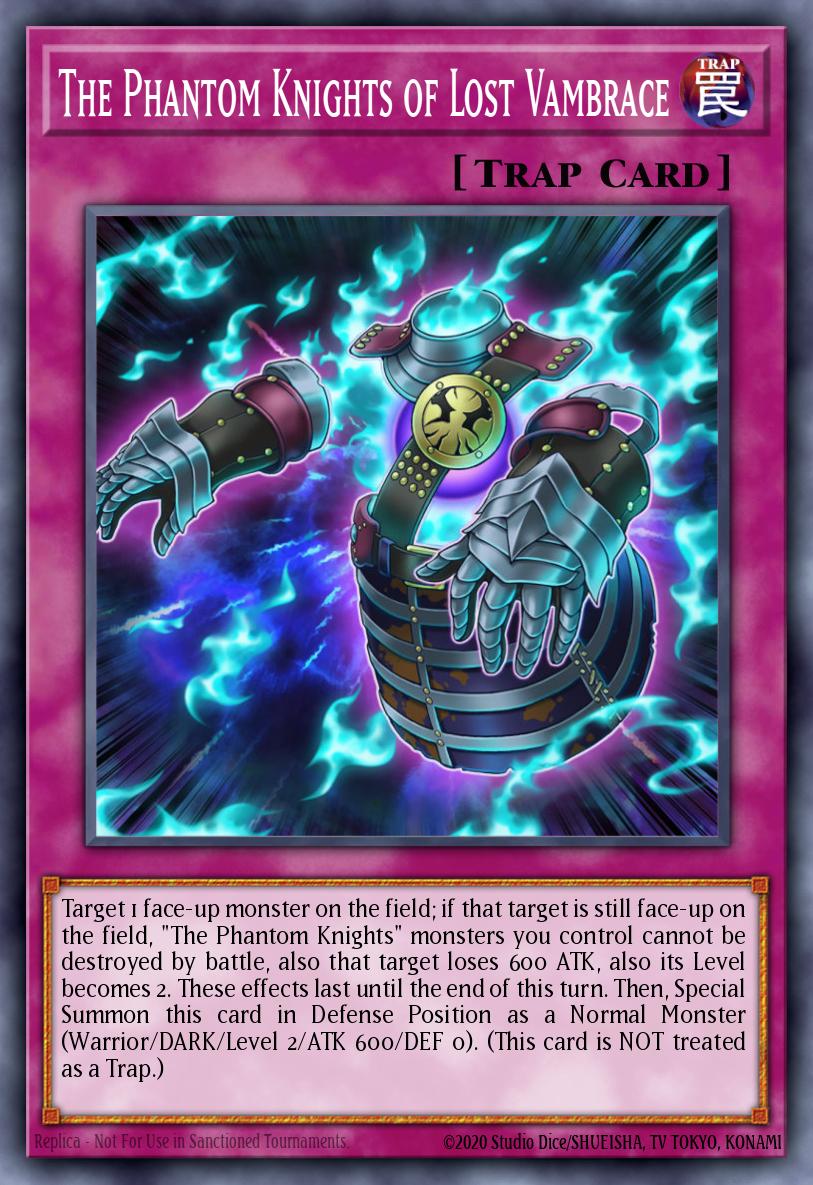 The Phantom Knights of Lost Vambrace
TRAP
罠
[Trap Card]
Target 1 face-up monster on the field; if that target is still face-up on
the field, "The Phantom Knights" monsters you control cannot be
destroyed by battle, also that target loses 600 ATK, also its Level
becomes 2. These effects last until the end of this turn. Then, Special
Summon this card in Defense Position as a Normal Monster
(Warrior/DARK/Level 2/ATK 600/DEF 0). (This card is NOT treated
as a Trap.)
Replica - Not For Use in Sanctioned Tournaments.
©2020 Studio Dice/SHUEISHA, TV TOKYO, KONAMI